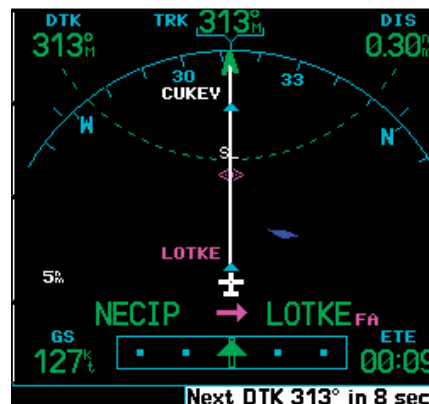 DTK TRK 313°M DIS
313°M 0.30nm
30 33
CUKEV
W N
S
LOTKE
5nm
NECIP → LOTKE FA
GS ETE
127kt 00:09
Next DTK 313° in 8 sec